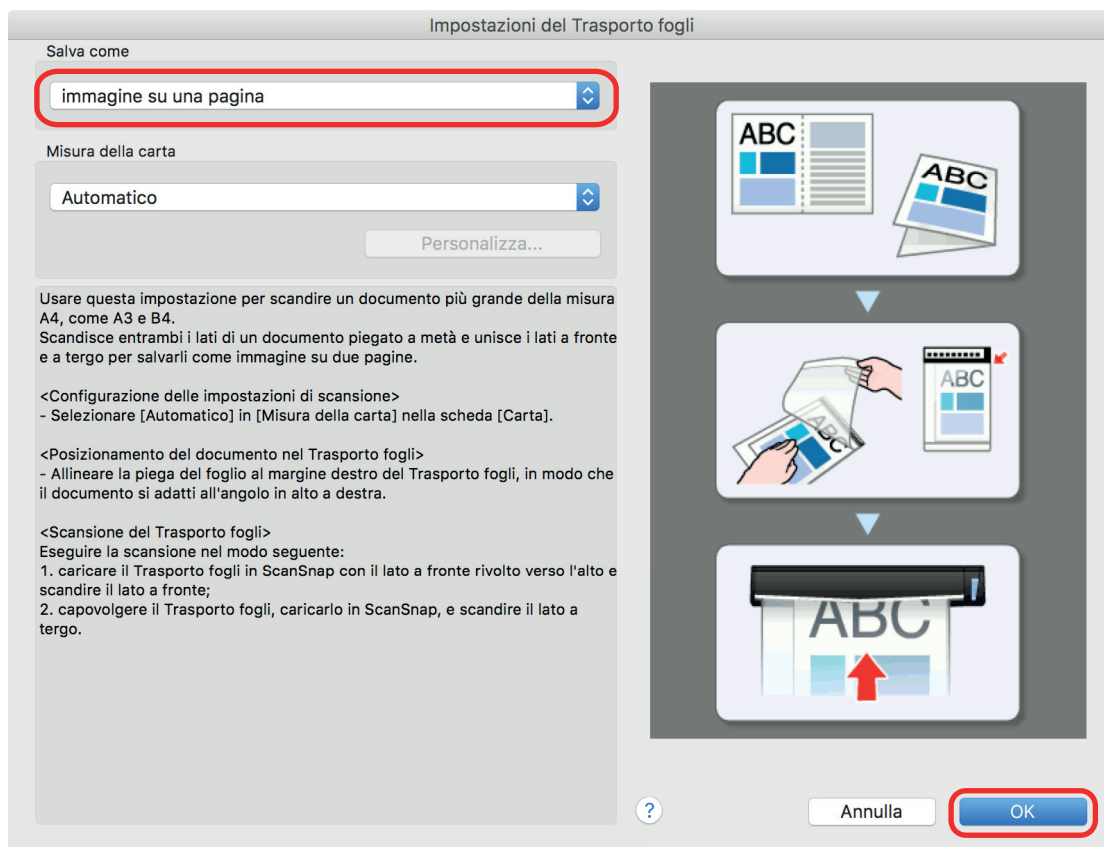 Impostazioni del Trasporto fogli
Salva come
immagine su una pagina
Misura della carta
Automatico
Personalizza...
Usare questa impostazione per scandire un documento più grande della misura
A4, come A3 e B4.
Scandisce entrambi i lati di un documento piegato a metà e unisce i lati a fronte
e a tergo per salvarli come immagine su due pagine.
<Configurazione delle impostazioni di scansione>
- Selezionare [Automatico] in [Misura della carta] nella scheda [Carta].
<Posizionamento del documento nel Trasporto fogli>
- Allineare la piega del foglio al margine destro del Trasporto fogli, in modo che
il documento si adatti all'angolo in alto a destra.
<Scansione del Trasporto fogli>
Eseguire la scansione nel modo seguente:
1. caricare il Trasporto fogli in ScanSnap con il lato a fronte rivolto verso l'alto e
scandire il lato a fronte;
2. capovolgere il Trasporto fogli, caricarlo in ScanSnap, e scandire il lato a
tergo.
ABC
ABC
ABC
ABC
ABC
?
Annulla
OK